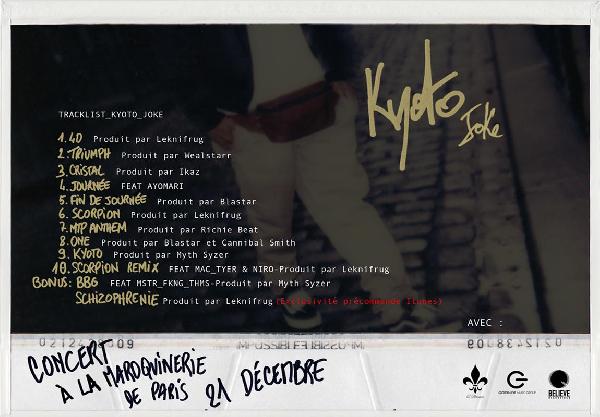 Kyoto
Joke
TRACKLIST_KYOTO_JOKE
1. 4D Produit par Leknifrug
2. TRIUMPH Produit par Wealstarr
3. CRISTAL Produit par Ikaz
4. JOURNÉE FEAT AYOMARI
5. FIN DE JOURNÉE Produit par Blastar
6. SCORPION Produit par Leknifrug
7. MTP ANTHEM Produit par Richie Beat
8. ONE Produit par Blastar et Cannibal Smith
9. KYOTO Produit par Myth Syzer
10. SCORPION REMIX FEAT MAC_TYER & NIRO-Produit par Leknifrug
BONUS: BBG FEAT MSTR_FKNG_THMS-Produit par Myth Syzer
SCHIZOPHRENIE Produit par Leknifrug (Exclusivité précommande Itunes)
AVEC :
CONCERT
À LA MAROQUINERIE
DE PARIS 21 DÉCEMBRE
BELIEVE